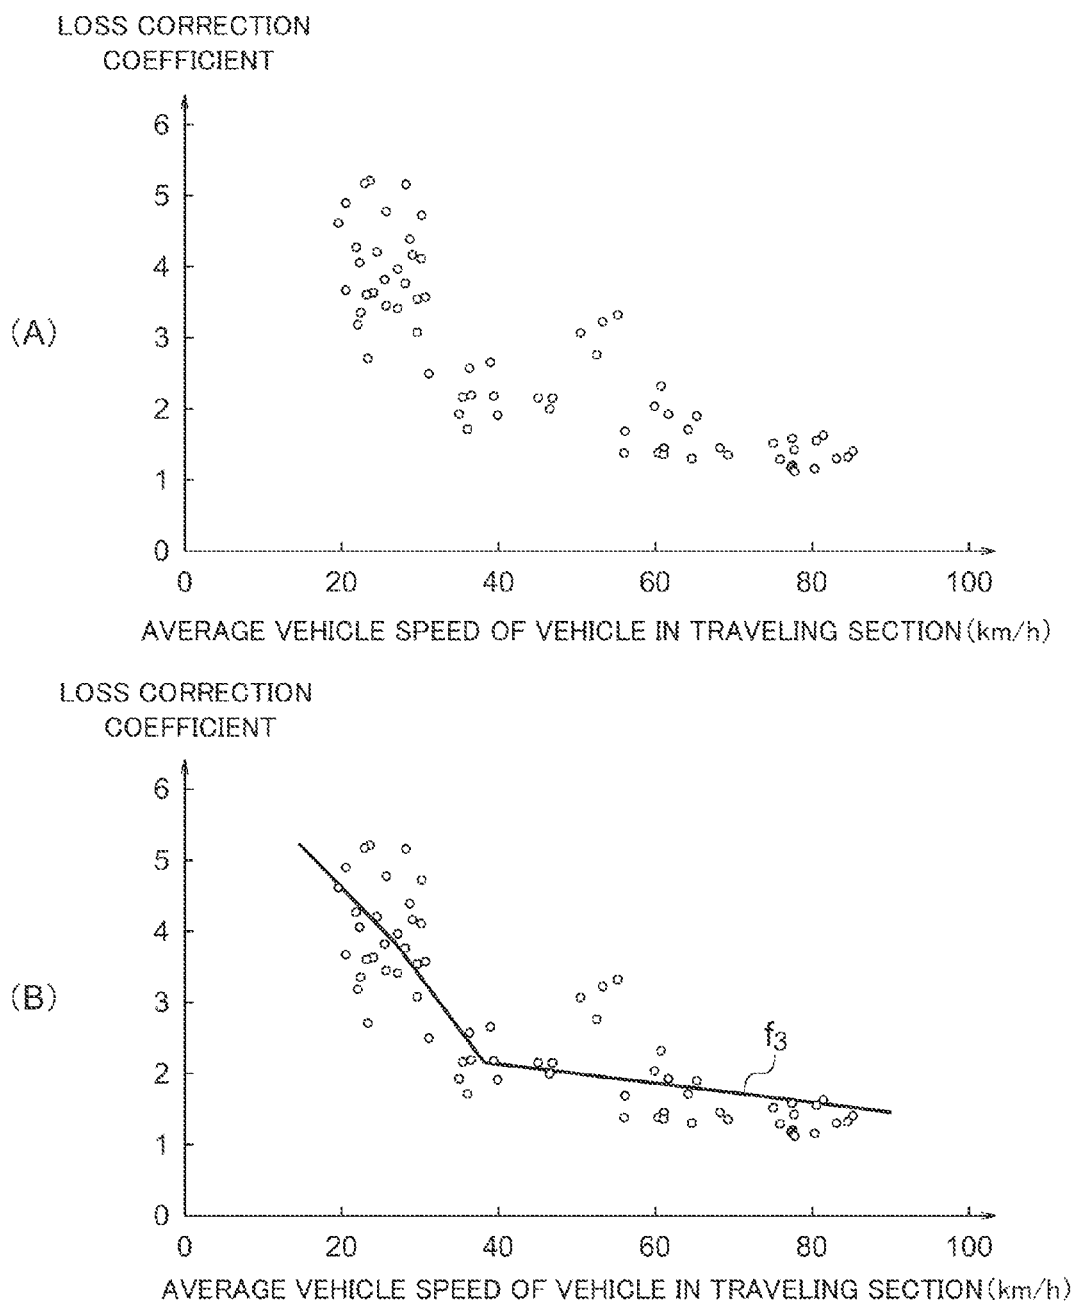 LOSS CORRECTION
COEFFICIENT
6
5
4
(A)
3
2
1
0
0 20 40 60 80 100
AVERAGE VEHICLE SPEED OF VEHICLE IN TRAVELING SECTION(km/h)
LOSS CORRECTION
COEFFICIENT
6
5
4
(B)
3
f3
2
1
0
0 20 40 60 80 100
AVERAGE VEHICLE SPEED OF VEHICLE IN TRAVELING SECTION(km/h)